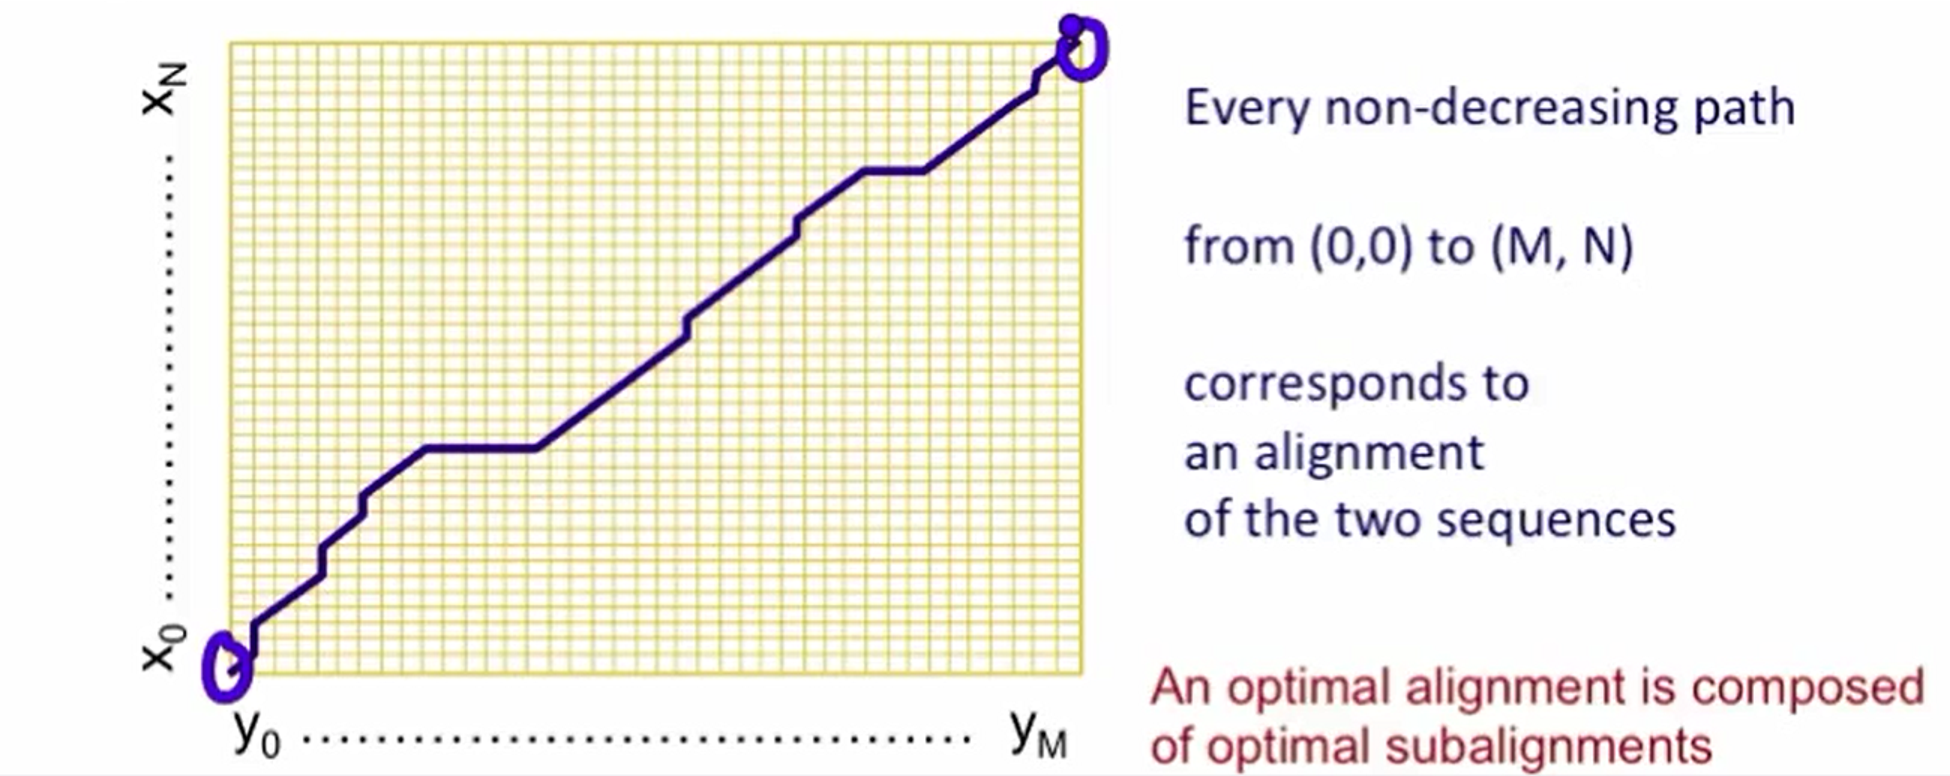 x_N
x_0
y_0 ........................................... y_M
Every non-decreasing path
from (0,0) to (M, N)
corresponds to
an alignment
of the two sequences
An optimal alignment is composed
of optimal subalignments